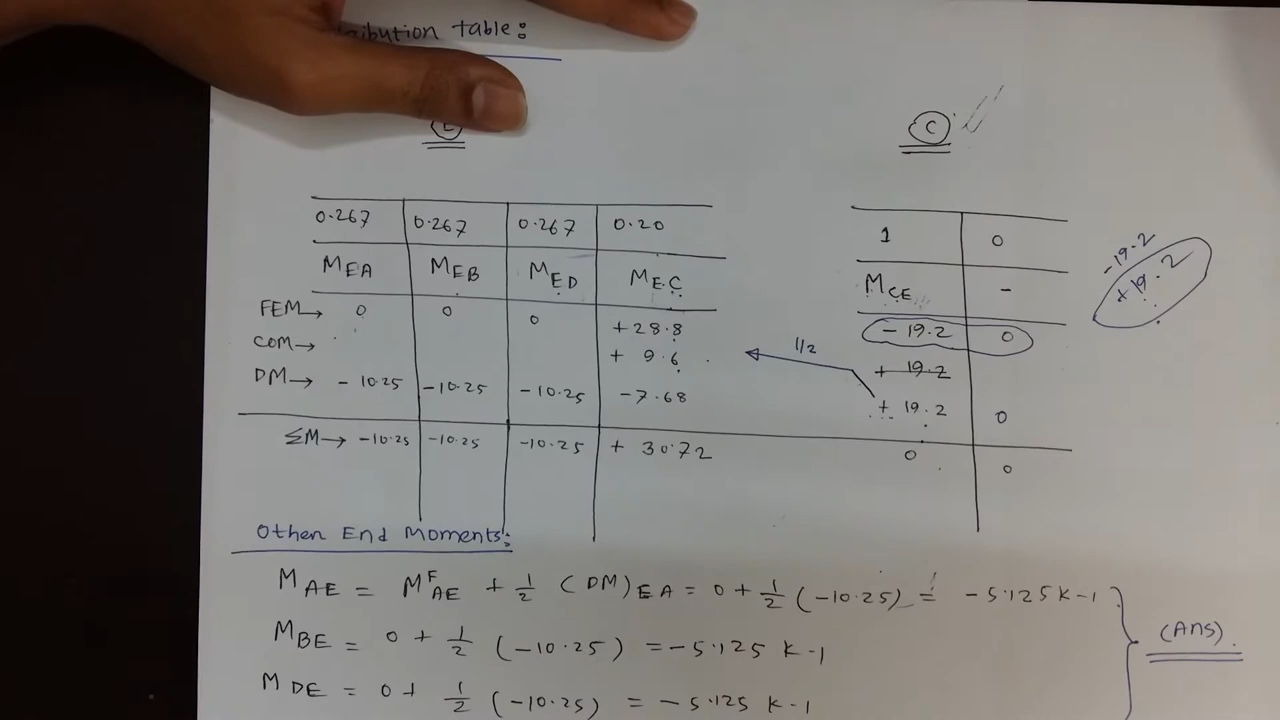 ribution table:
E
C
0.267 0.267 0.267 0.20
1 0
MEA MEB MED MEC
MCE -
-19.2
+19.2
FEM→ 0 0 0 +28.8
-19.2 0
COM→ + 9.6
1/2
+ 19.2
DM→ -10.25 -10.25 -10.25 -7.68
+ 19.2 0
ΣM→ -10.25 -10.25 -10.25 + 30.72
0 0
Other End Moments:
MAE = M^F AE + 1/2 (DM)EA = 0 + 1/2 (-10.25) = -5.125 K-1
MBE = 0 + 1/2 (-10.25) = -5.125 K-1
(Ans).
MDE = 0 + 1/2 (-10.25) = -5.125 K-1